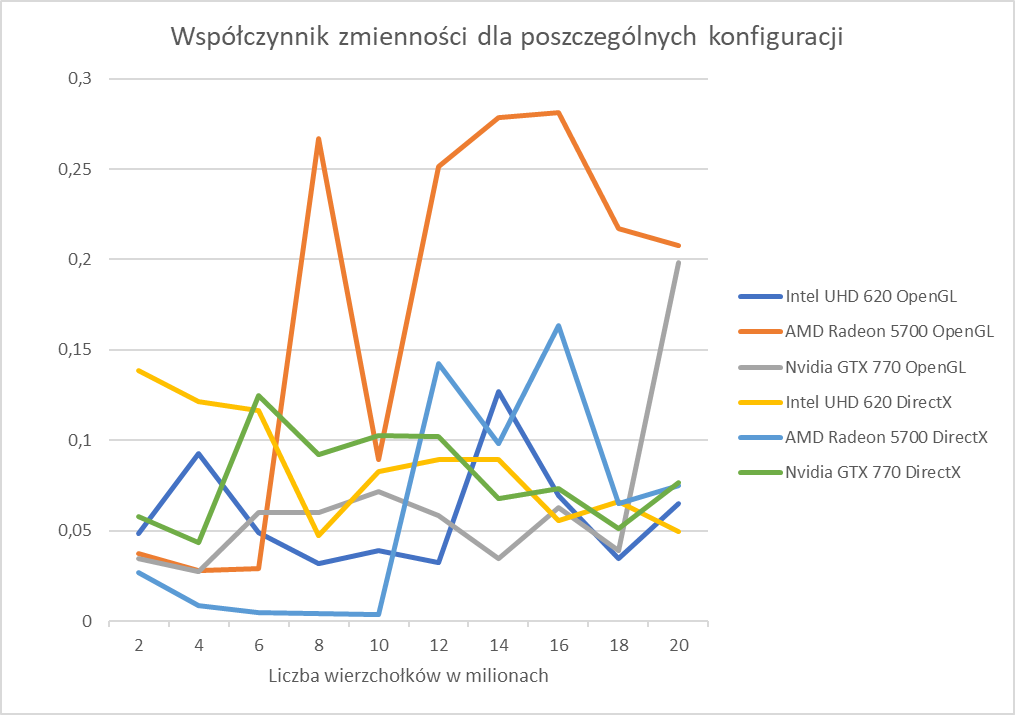 Współczynnik zmienności dla poszczególnych konfiguracji
0,3
0,25
0,2
0,15
0,1
0,05
0
2 4 6 8 10 12 14 16 18 20
Liczba wierzchołków w milionach
Intel UHD 620 OpenGL
AMD Radeon 5700 OpenGL
Nvidia GTX 770 OpenGL
Intel UHD 620 DirectX
AMD Radeon 5700 DirectX
Nvidia GTX 770 DirectX